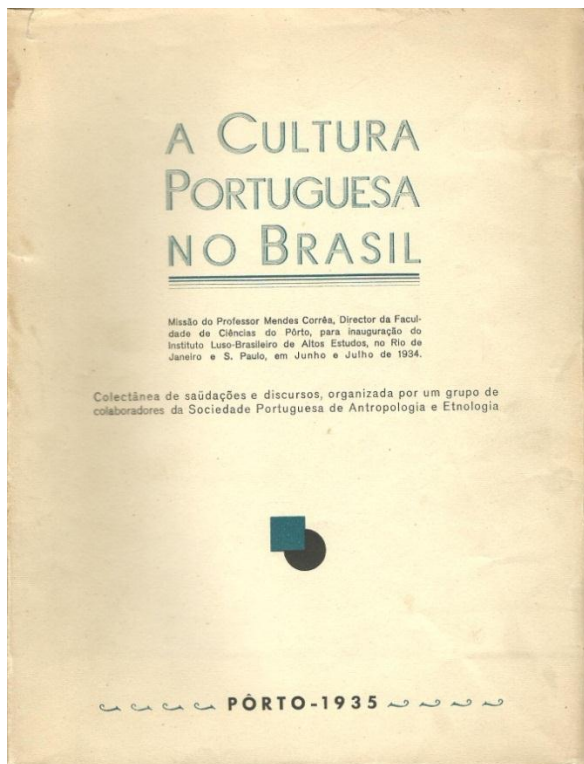 A CULTURA
PORTUGUESA
NO BRASIL
Missão do Professor Mendes Corrêa, Director da Facul-
dade de Ciências do Pôrto, para inauguração do
Instituto Luso-Brasileiro de Altos Estudos, no Rio de
Janeiro e S. Paulo, em Junho e Julho de 1934.
Colectânea de saüdações e discursos, organizada por um grupo de
colaboradores da Sociedade Portuguesa de Antropologia e Etnologia
PÔRTO-1935